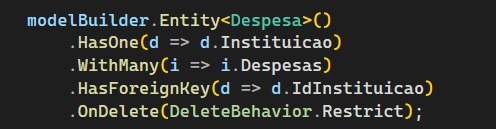 modelBuilder.Entity<Despesa>()
.HasOne(d => d.Instituicao)
.WithMany(i => i.Despesas)
.HasForeignKey(d => d.IdInstituicao)
.OnDelete(DeleteBehavior.Restrict);